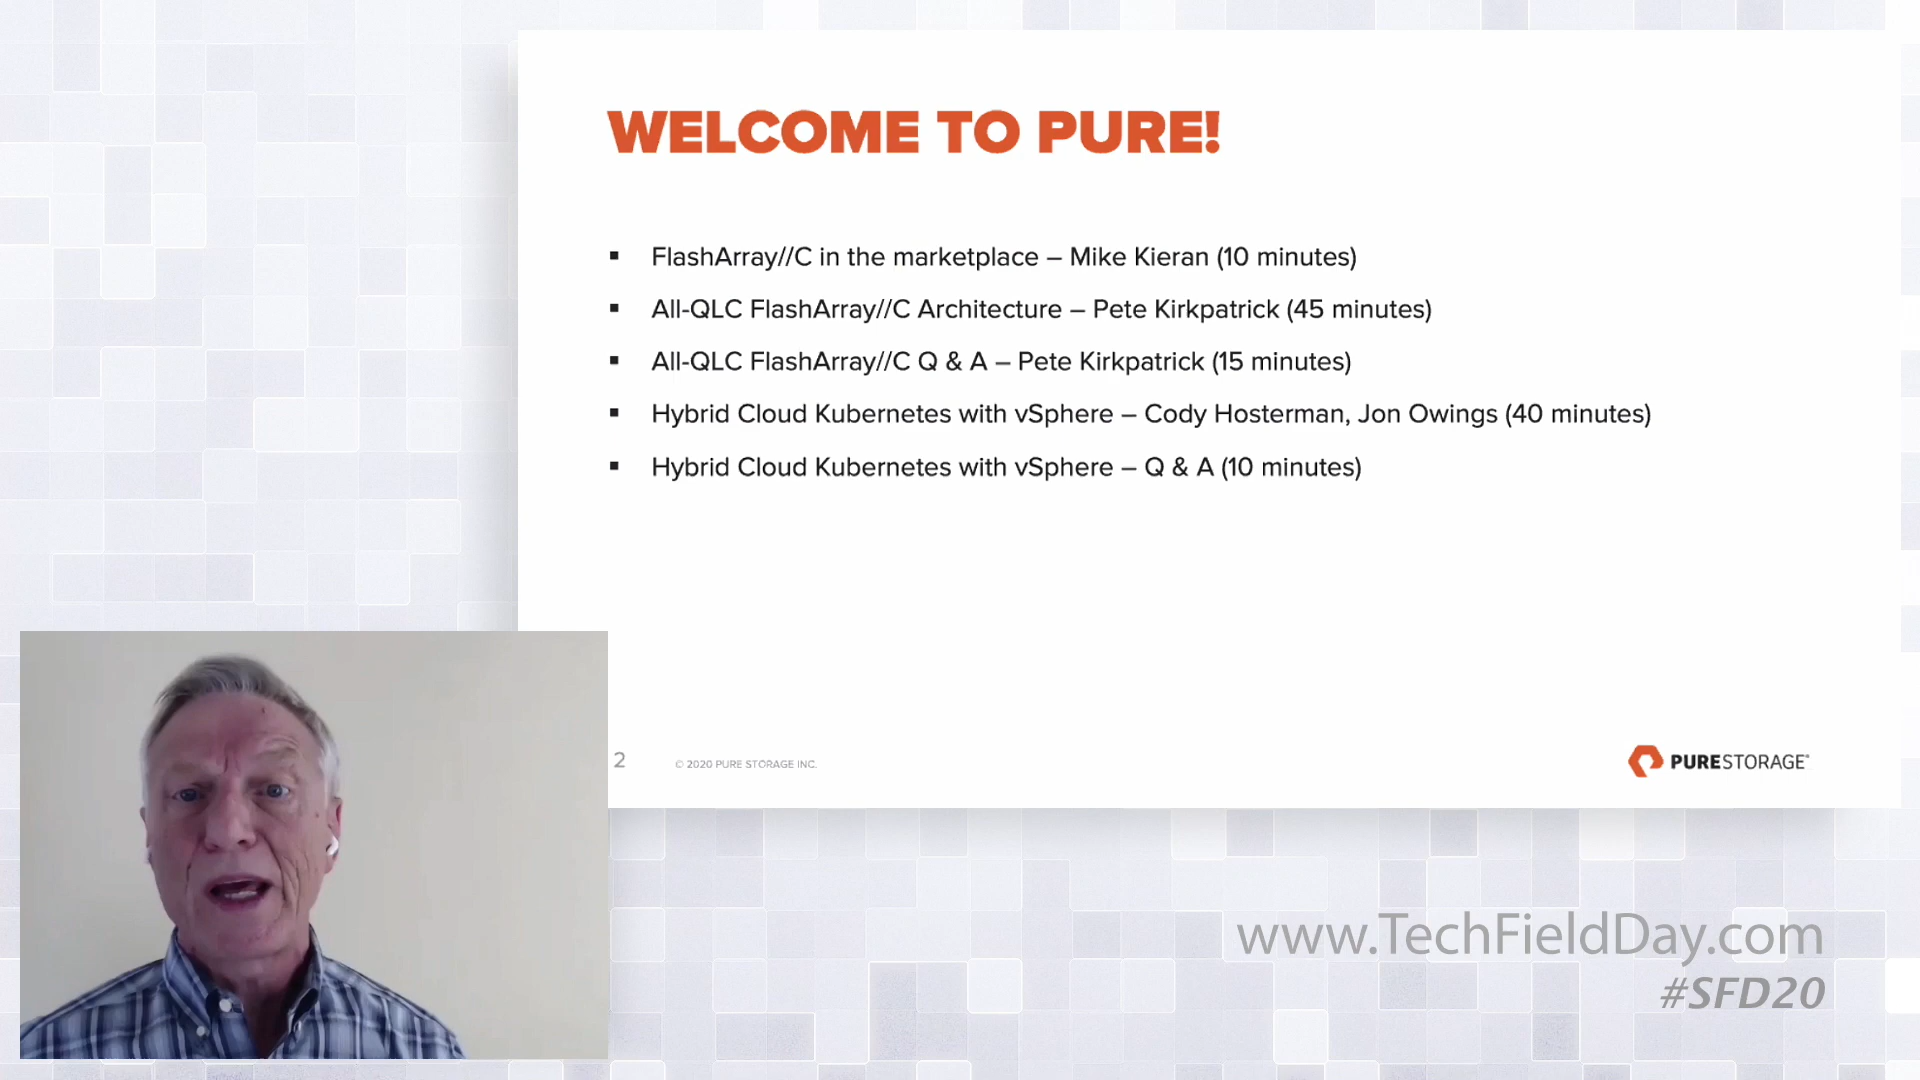 WELCOME TO PURE!
▪ FlashArray//C in the marketplace – Mike Kieran (10 minutes)
▪ All-QLC FlashArray//C Architecture – Pete Kirkpatrick (45 minutes)
▪ All-QLC FlashArray//C Q & A – Pete Kirkpatrick (15 minutes)
▪ Hybrid Cloud Kubernetes with vSphere – Cody Hosterman, Jon Owings (40 minutes)
▪ Hybrid Cloud Kubernetes with vSphere – Q & A (10 minutes)
2
© 2020 PURE STORAGE INC.
PURESTORAGE®
www.TechFieldDay.com
#SFD20